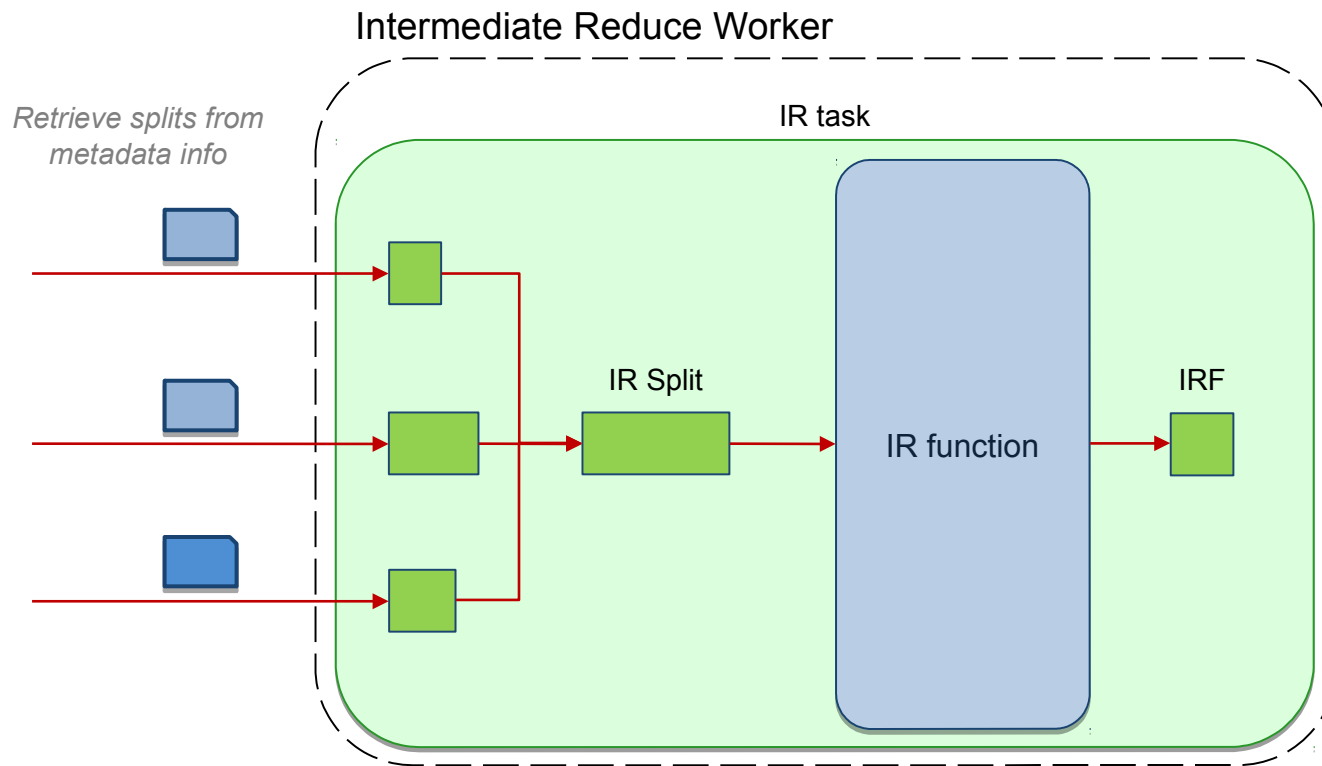 Intermediate Reduce Worker
Retrieve splits from
metadata info
IR task
IR Split
IR function
IRF